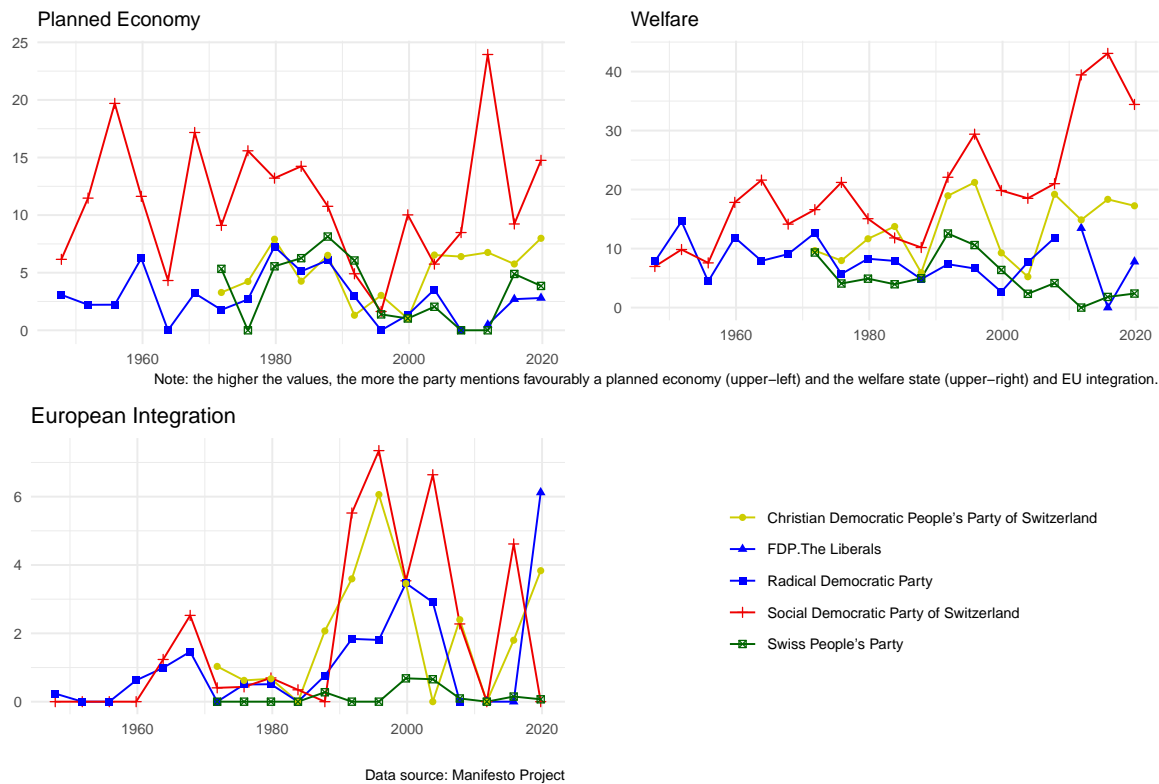 Planned Economy
25
20
15
10
5
0
1960
1980
2000
2020
Welfare
40
30
20
10
0
1960
1980
2000
2020
Note: the higher the values, the more the party mentions favourably a planned economy (upper−left) and the welfare state (upper−right) and EU integration.
European Integration
6
4
2
0
1960
1980
2000
2020
Christian Democratic People's Party of Switzerland
FDP.The Liberals
Radical Democratic Party
Social Democratic Party of Switzerland
Swiss People's Party
Data source: Manifesto Project